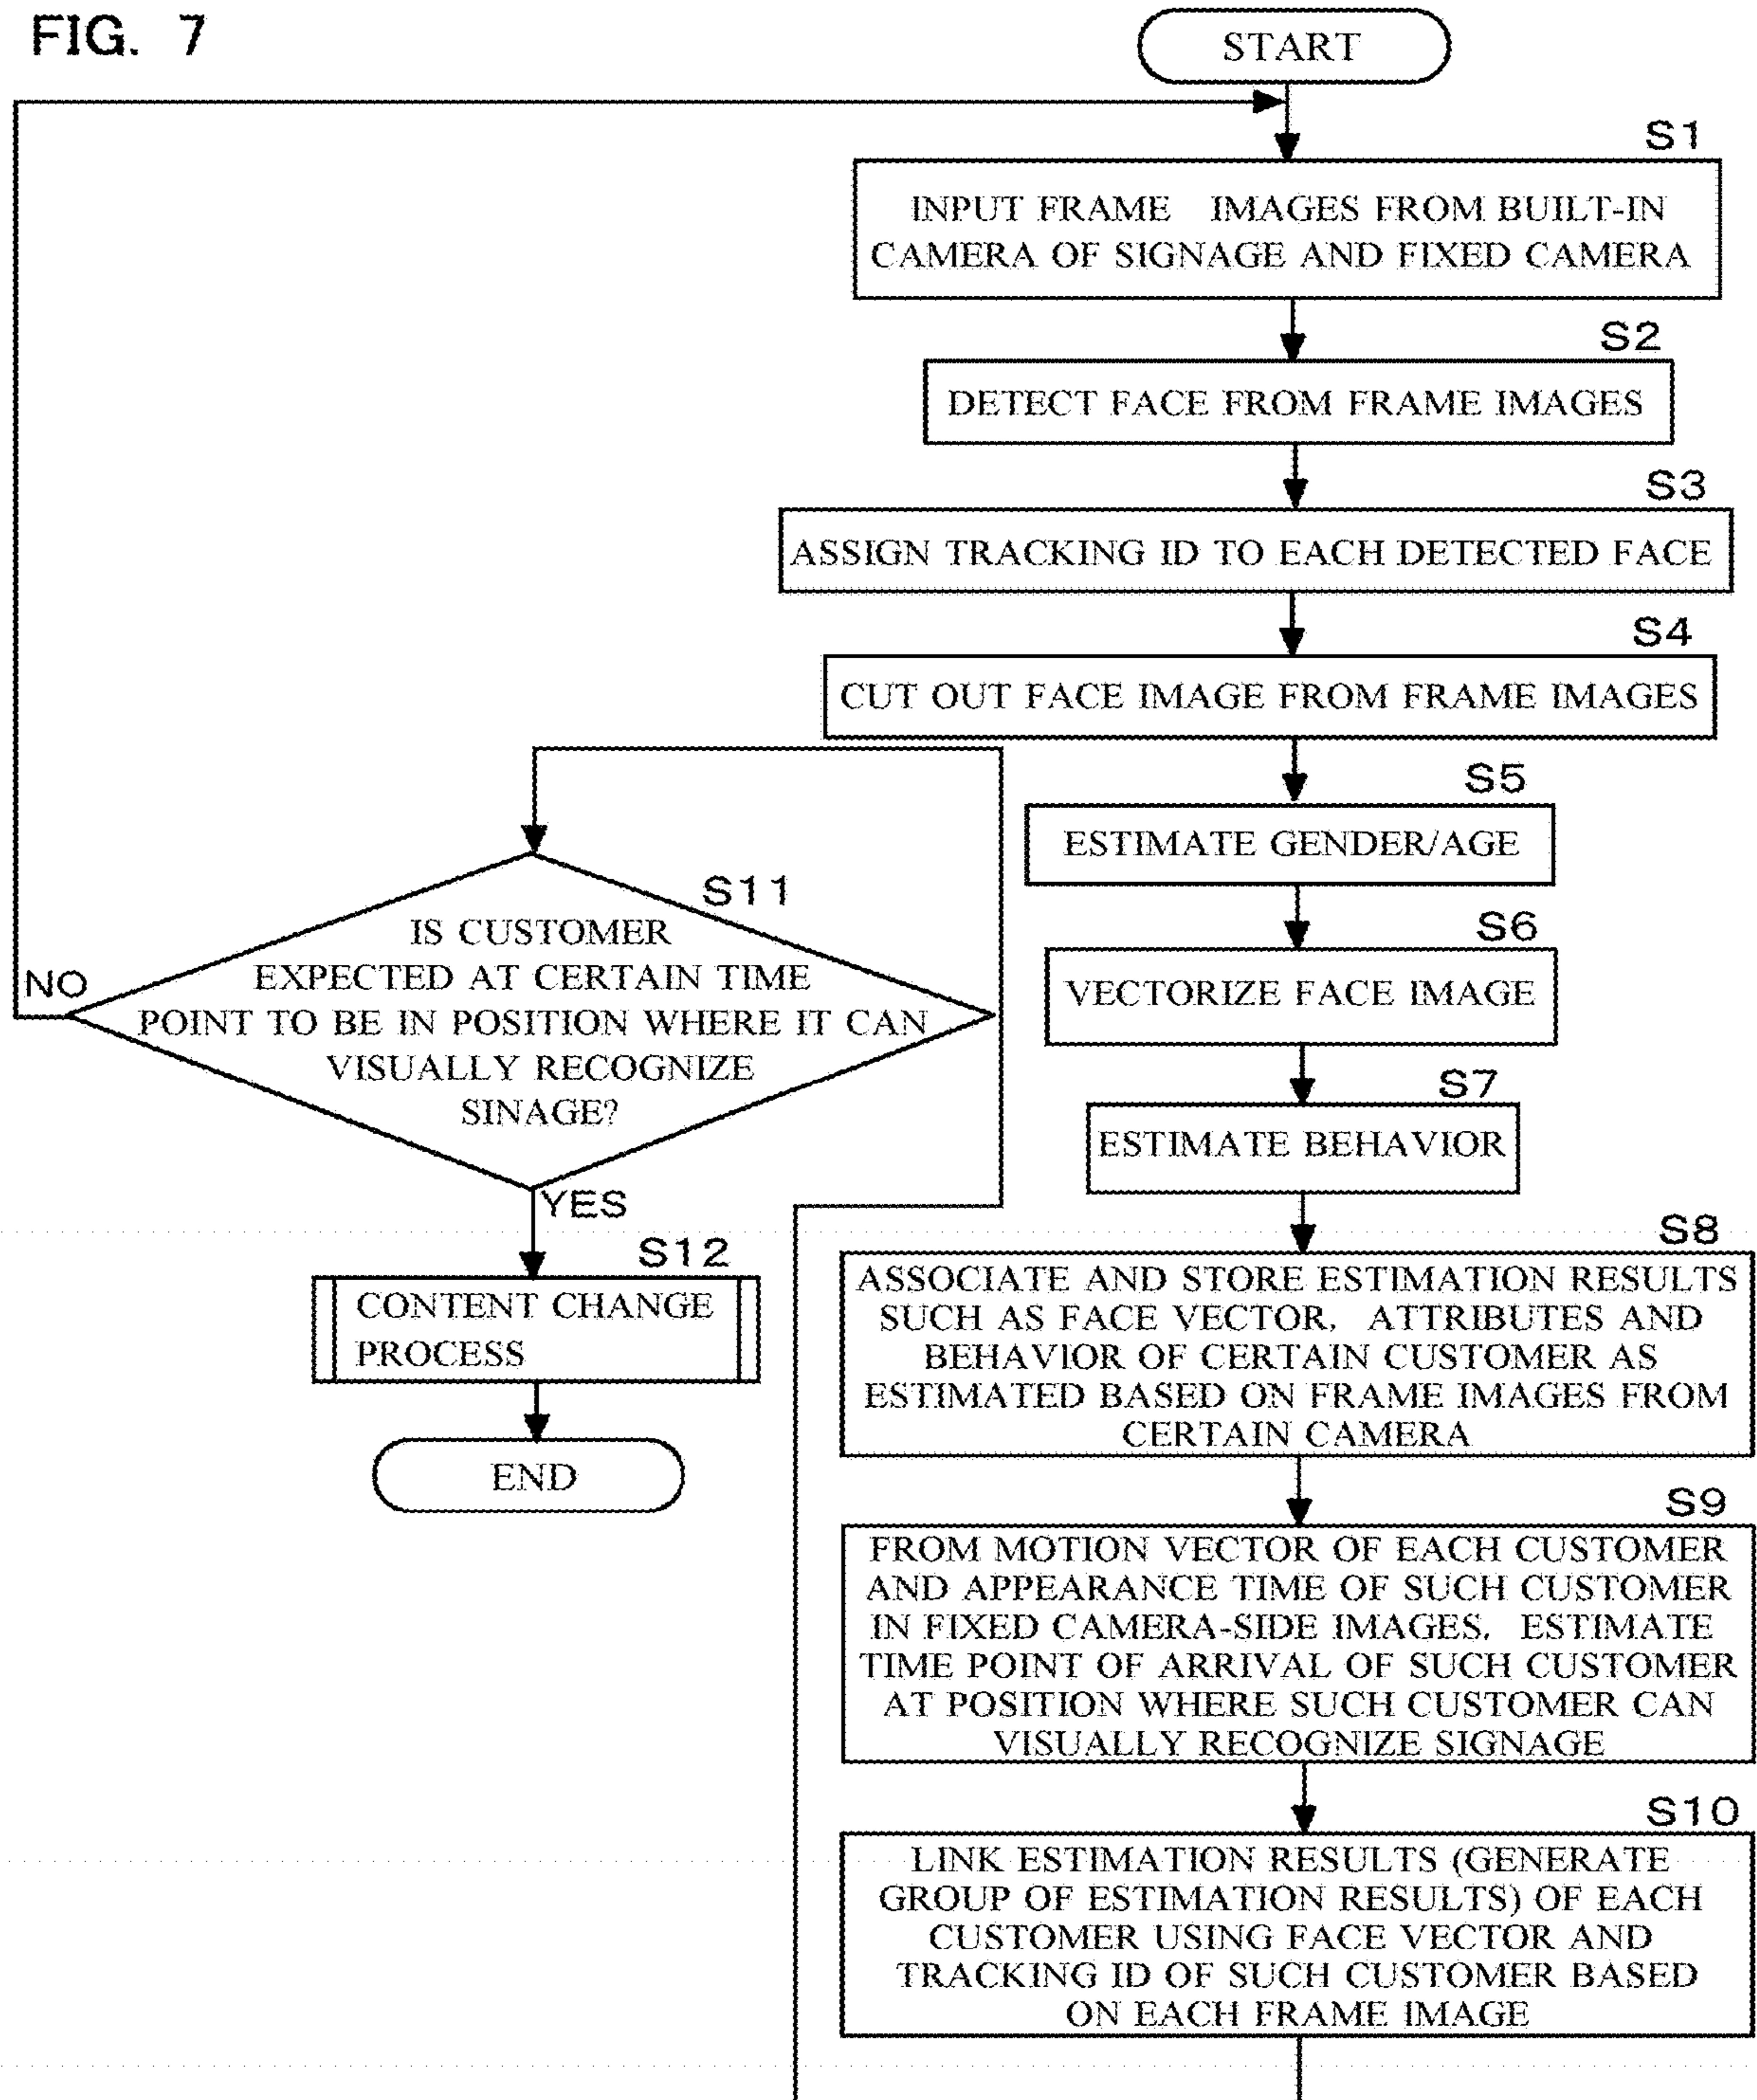 FIG. 7
START
S1
INPUT FRAME IMAGES FROM BUILT-IN
CAMERA OF SIGNAGE AND FIXED CAMERA
S2
DETECT FACE FROM FRAME IMAGES
S3
ASSIGN TRACKING ID TO EACH DETECTED FACE
S4
CUT OUT FACE IMAGE FROM FRAME IMAGES
S5
ESTIMATE GENDER/AGE
S6
VECTORIZE FACE IMAGE
S7
ESTIMATE BEHAVIOR
S8
ASSOCIATE AND STORE ESTIMATION RESULTS
SUCH AS FACE VECTOR, ATTRIBUTES AND
BEHAVIOR OF CERTAIN CUSTOMER AS
ESTIMATED BASED ON FRAME IMAGES FROM
CERTAIN CAMERA
S9
FROM MOTION VECTOR OF EACH CUSTOMER
AND APPEARANCE TIME OF SUCH CUSTOMER
IN FIXED CAMERA-SIDE IMAGES, ESTIMATE
TIME POINT OF ARRIVAL OF SUCH CUSTOMER
AT POSITION WHERE SUCH CUSTOMER CAN
VISUALLY RECOGNIZE SIGNAGE
S10
LINK ESTIMATION RESULTS (GENERATE
GROUP OF ESTIMATION RESULTS) OF EACH
CUSTOMER USING FACE VECTOR AND
TRACKING ID OF SUCH CUSTOMER BASED
ON EACH FRAME IMAGE
S11
IS CUSTOMER
EXPECTED AT CERTAIN TIME
POINT TO BE IN POSITION WHERE IT CAN
VISUALLY RECOGNIZE
SINAGE?
NO
YES
S12
CONTENT CHANGE
PROCESS
END